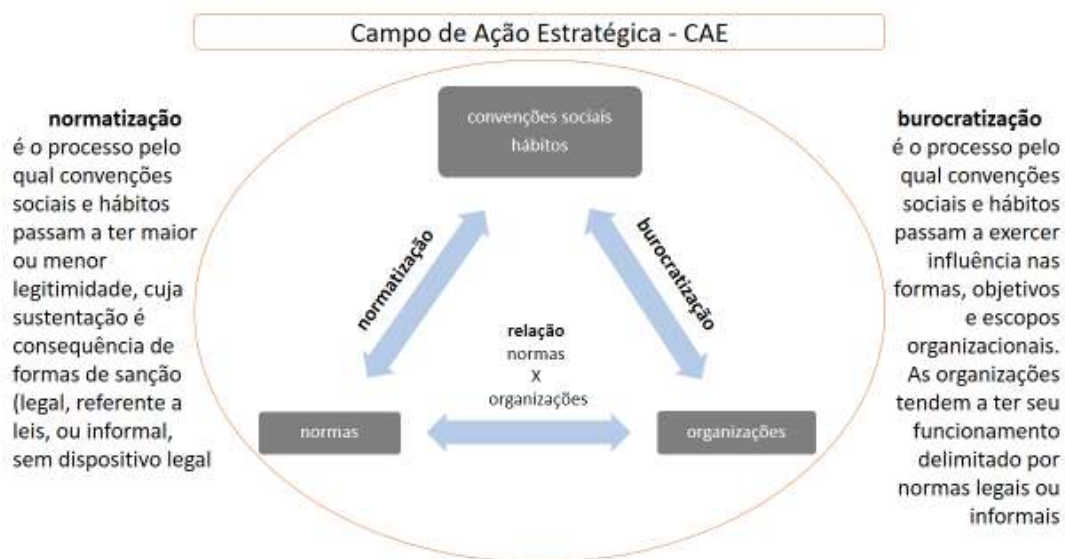 Campo de Ação Estratégica - CAE
normatização
é o processo pelo
qual convenções
sociais e hábitos
passam a ter maior
ou menor
legitimidade, cuja
sustentação é
consequência de
formas de sanção
(legal, referente a
leis, ou informal,
sem dispositivo legal
convenções sociais
hábitos
normatização
burocratização
relação
normas
X
organizações
normas
organizações
burocratização
é o processo pelo
qual convenções
sociais e hábitos
passam a exercer
influência nas
formas, objetivos
e escopos
organizacionais.
As organizações
tendem a ter seu
funcionamento
delimitado por
normas legais ou
informais